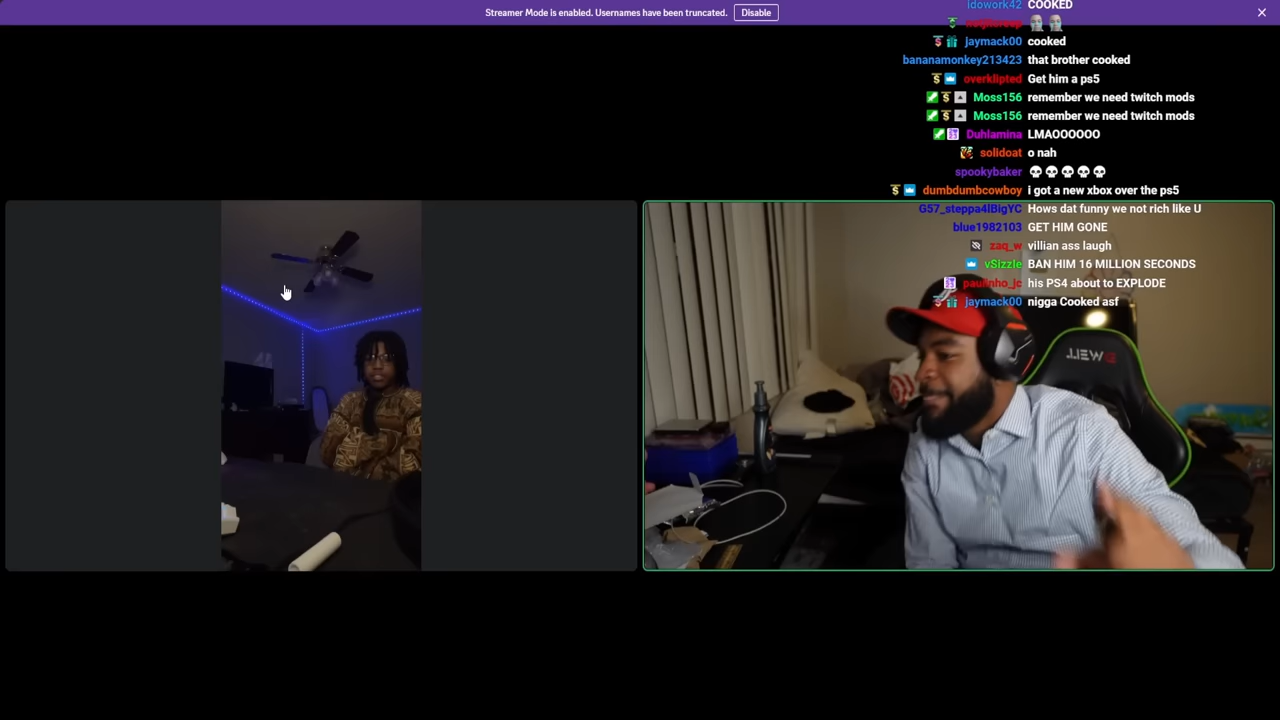 idowork42 COOKED
Streamer Mode is enabled. Usernames have been truncated. Disable
jaymack00 cooked
bananamonkey213423 that brother cooked
overklipted Get him a ps5
Moss156 remember we need twitch mods
Moss156 remember we need twitch mods
Duhlamina LMAOOOOOO
solidoat o nah
spookybaker
dumbdumbcowboy i got a new xbox over the ps5
G57_steppa4lBigYC Hows dat funny we not rich like U
blue1982103 GET HIM GONE
zaq_w villian ass laugh
vSizzle BAN HIM 16 MILLION SECONDS
paulinho_jc his PS4 about to EXPLODE
jaymack00 nigga Cooked asf